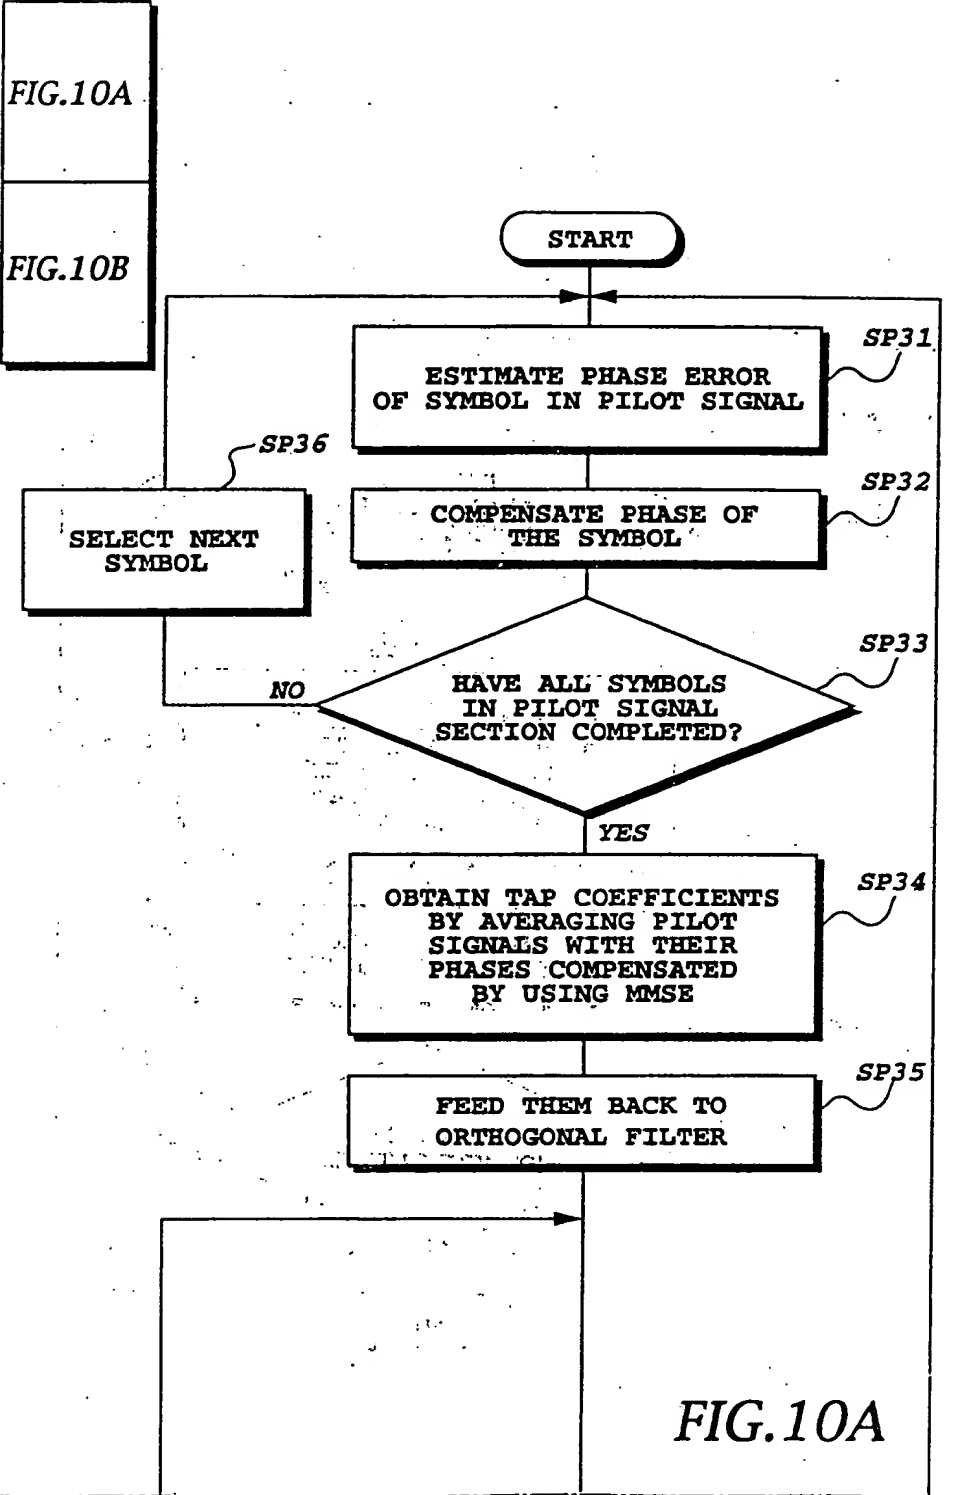 FIG.10A
FIG.10B
START
SP31
ESTIMATE PHASE ERROR
OF SYMBOL IN PILOT SIGNAL
SP36
SP32
SELECT NEXT
SYMBOL
COMPENSATE PHASE OF
THE SYMBOL
SP33
NO
HAVE ALL SYMBOLS
IN PILOT SIGNAL
SECTION COMPLETED?
YES
SP34
OBTAIN TAP COEFFICIENTS
BY AVERAGING PILOT
SIGNALS WITH THEIR
PHASES COMPENSATED
BY USING MMSE
SP35
FEED THEM BACK TO
ORTHOGONAL FILTER
FIG.10A